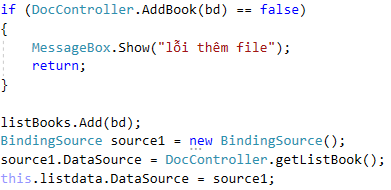 if (DocController.AddBook(bd) == false)
{
MessageBox.Show("lỗi thêm file");
return;
}
listBooks.Add(bd);
BindingSource source1 = new BindingSource();
source1.DataSource = DocController.getListBook();
this.listdata.DataSource = source1;